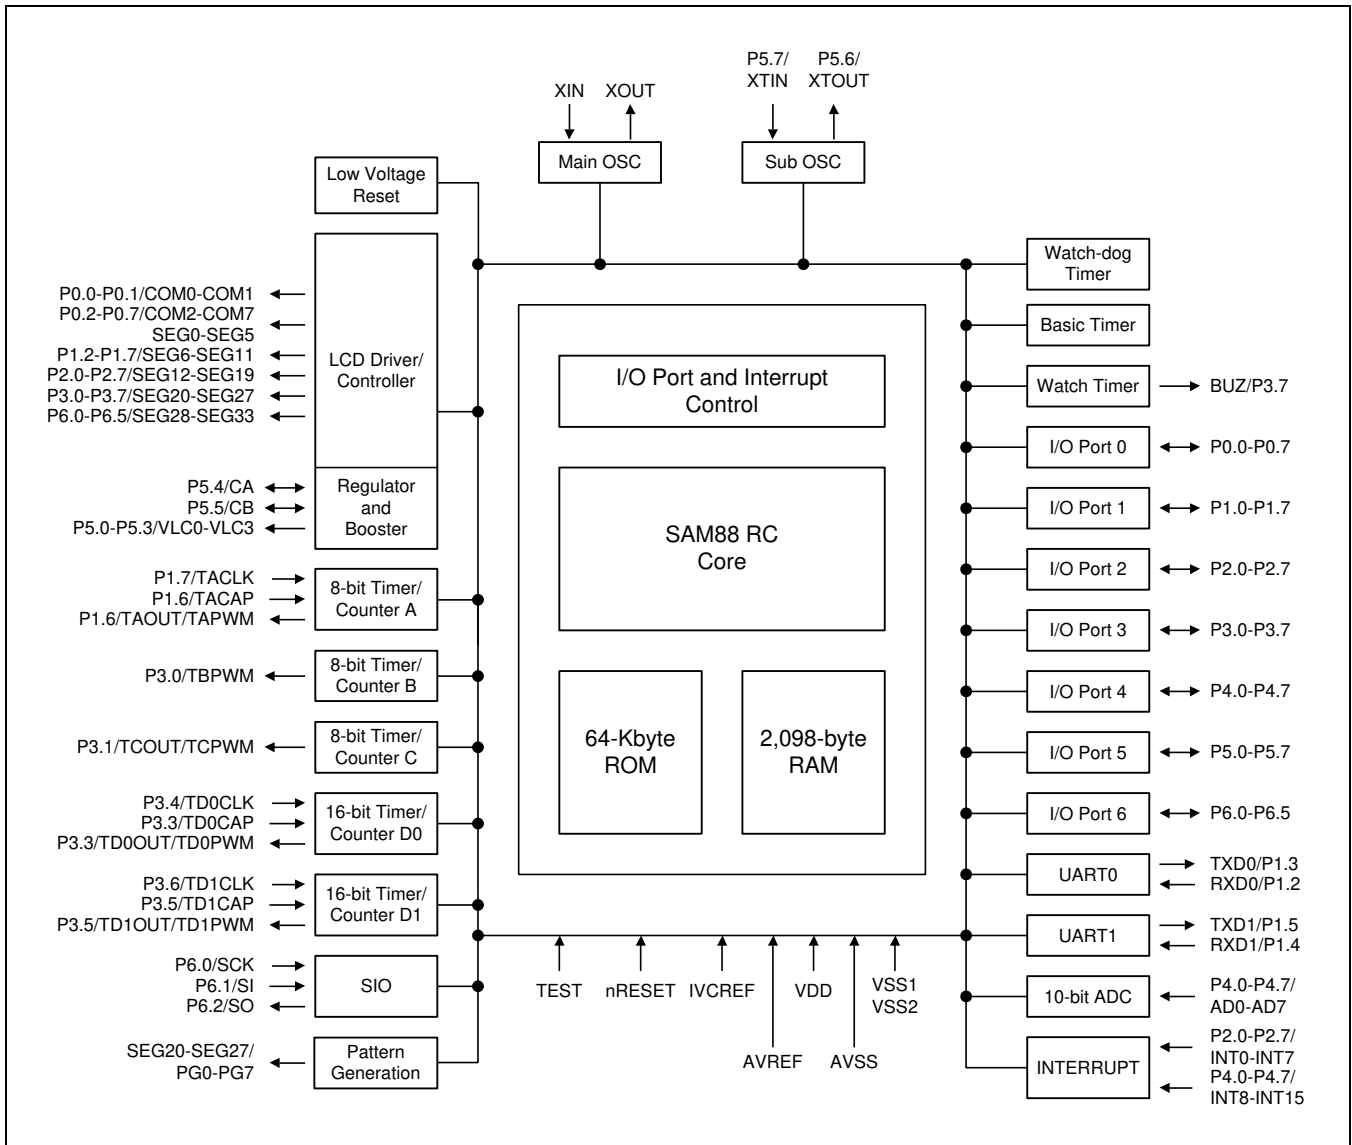 P5.7/
XTIN
P5.6/
XTOUT
XIN
XOUT
Main OSC
Sub OSC
Low Voltage
Reset
P0.0-P0.1/COM0-COM1
P0.2-P0.7/COM2-COM7
SEG0-SEG5
P1.2-P1.7/SEG6-SEG11
P2.0-P2.7/SEG12-SEG19
P3.0-P3.7/SEG20-SEG27
P6.0-P6.5/SEG28-SEG33
LCD Driver/
Controller
P5.4/CA
P5.5/CB
P5.0-P5.3/VLC0-VLC3
Regulator
and
Booster
P1.7/TACLK
P1.6/TACAP
P1.6/TAOUT/TAPWM
8-bit Timer/
Counter A
P3.0/TBPWM
8-bit Timer/
Counter B
P3.1/TCOUT/TCPWM
8-bit Timer/
Counter C
P3.4/TD0CLK
P3.3/TD0CAP
P3.3/TD0OUT/TD0PWM
16-bit Timer/
Counter D0
P3.6/TD1CLK
P3.5/TD1CAP
P3.5/TD1OUT/TD1PWM
16-bit Timer/
Counter D1
P6.0/SCK
P6.1/SI
P6.2/SO
SIO
SEG20-SEG27/
PG0-PG7
Pattern
Generation
I/O Port and Interrupt
Control
SAM88 RC
Core
64-Kbyte
ROM
2,098-byte
RAM
TEST
nRESET
IVCREF
AVREF
VDD
AVSS
VSS1
VSS2
Watch-dog
Timer
Basic Timer
Watch Timer
BUZ/P3.7
I/O Port 0
P0.0-P0.7
I/O Port 1
P1.0-P1.7
I/O Port 2
P2.0-P2.7
I/O Port 3
P3.0-P3.7
I/O Port 4
P4.0-P4.7
I/O Port 5
P5.0-P5.7
I/O Port 6
P6.0-P6.5
UART0
TXD0/P1.3
RXD0/P1.2
UART1
TXD1/P1.5
RXD1/P1.4
10-bit ADC
P4.0-P4.7/
AD0-AD7
INTERRUPT
P2.0-P2.7/
INT0-INT7
P4.0-P4.7/
INT8-INT15